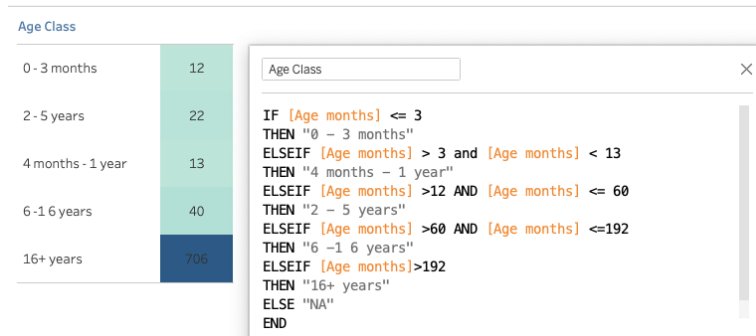 Age Class
0 - 3 months 12
2 - 5 years 22
4 months - 1 year 13
6 -1 6 years 40
16+ years 706
Age Class
IF [Age months] <= 3
THEN "0 – 3 months"
ELSEIF [Age months] > 3 and [Age months] < 13
THEN "4 months – 1 year"
ELSEIF [Age months] >12 AND [Age months] <= 60
THEN "2 – 5 years"
ELSEIF [Age months] >60 AND [Age months] <=192
THEN "6 –1 6 years"
ELSEIF [Age months]>192
THEN "16+ years"
ELSE "NA"
END